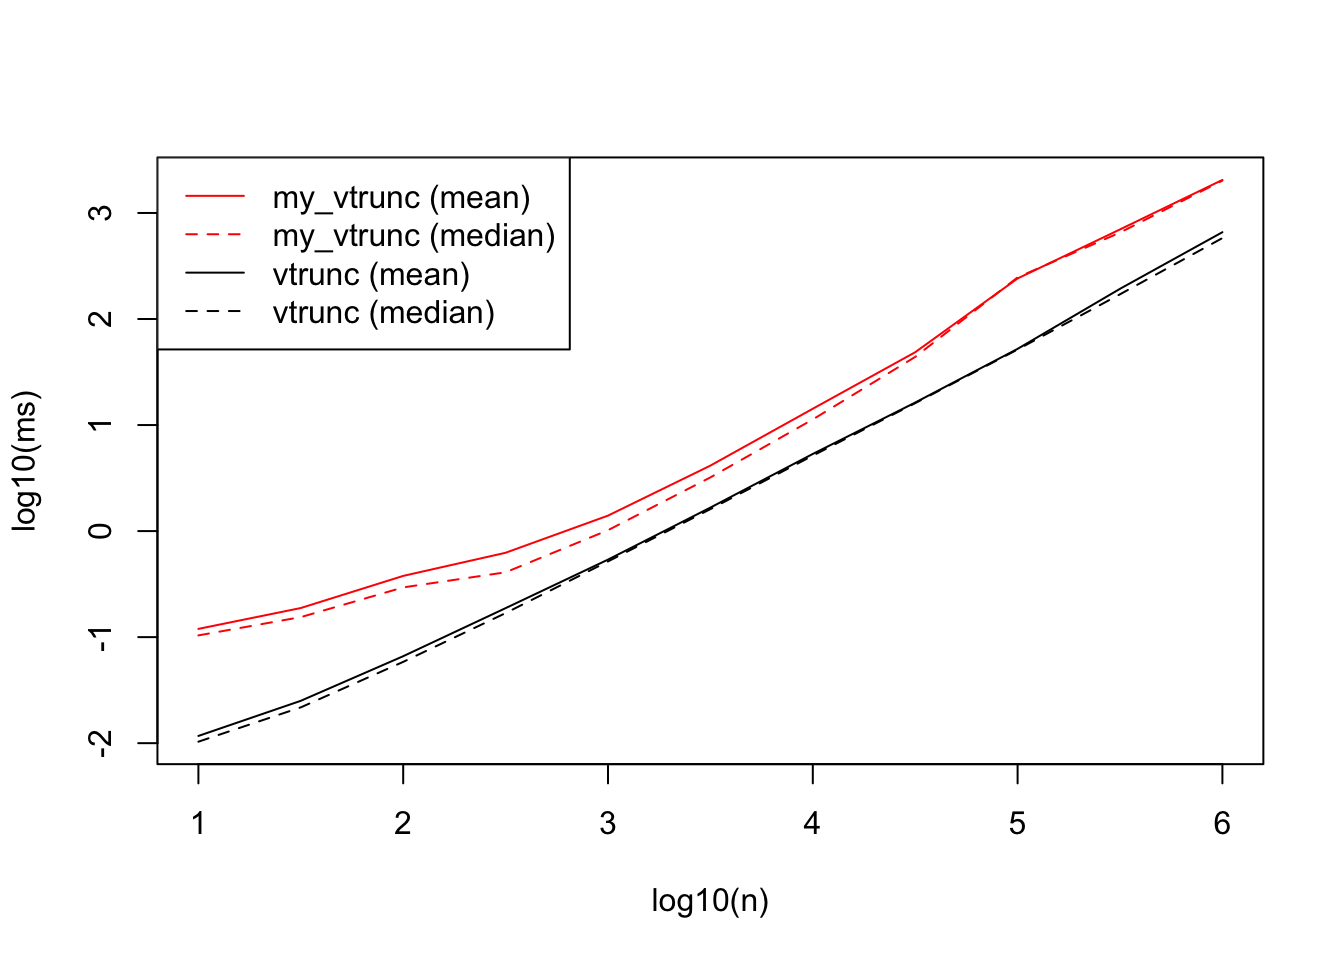 my_vtrunc (mean)
my_vtrunc (median)
vtrunc (mean)
vtrunc (median)
log10(ms)
3
2
1
0
-1
-2
1 2 3 4 5 6
log10(n)